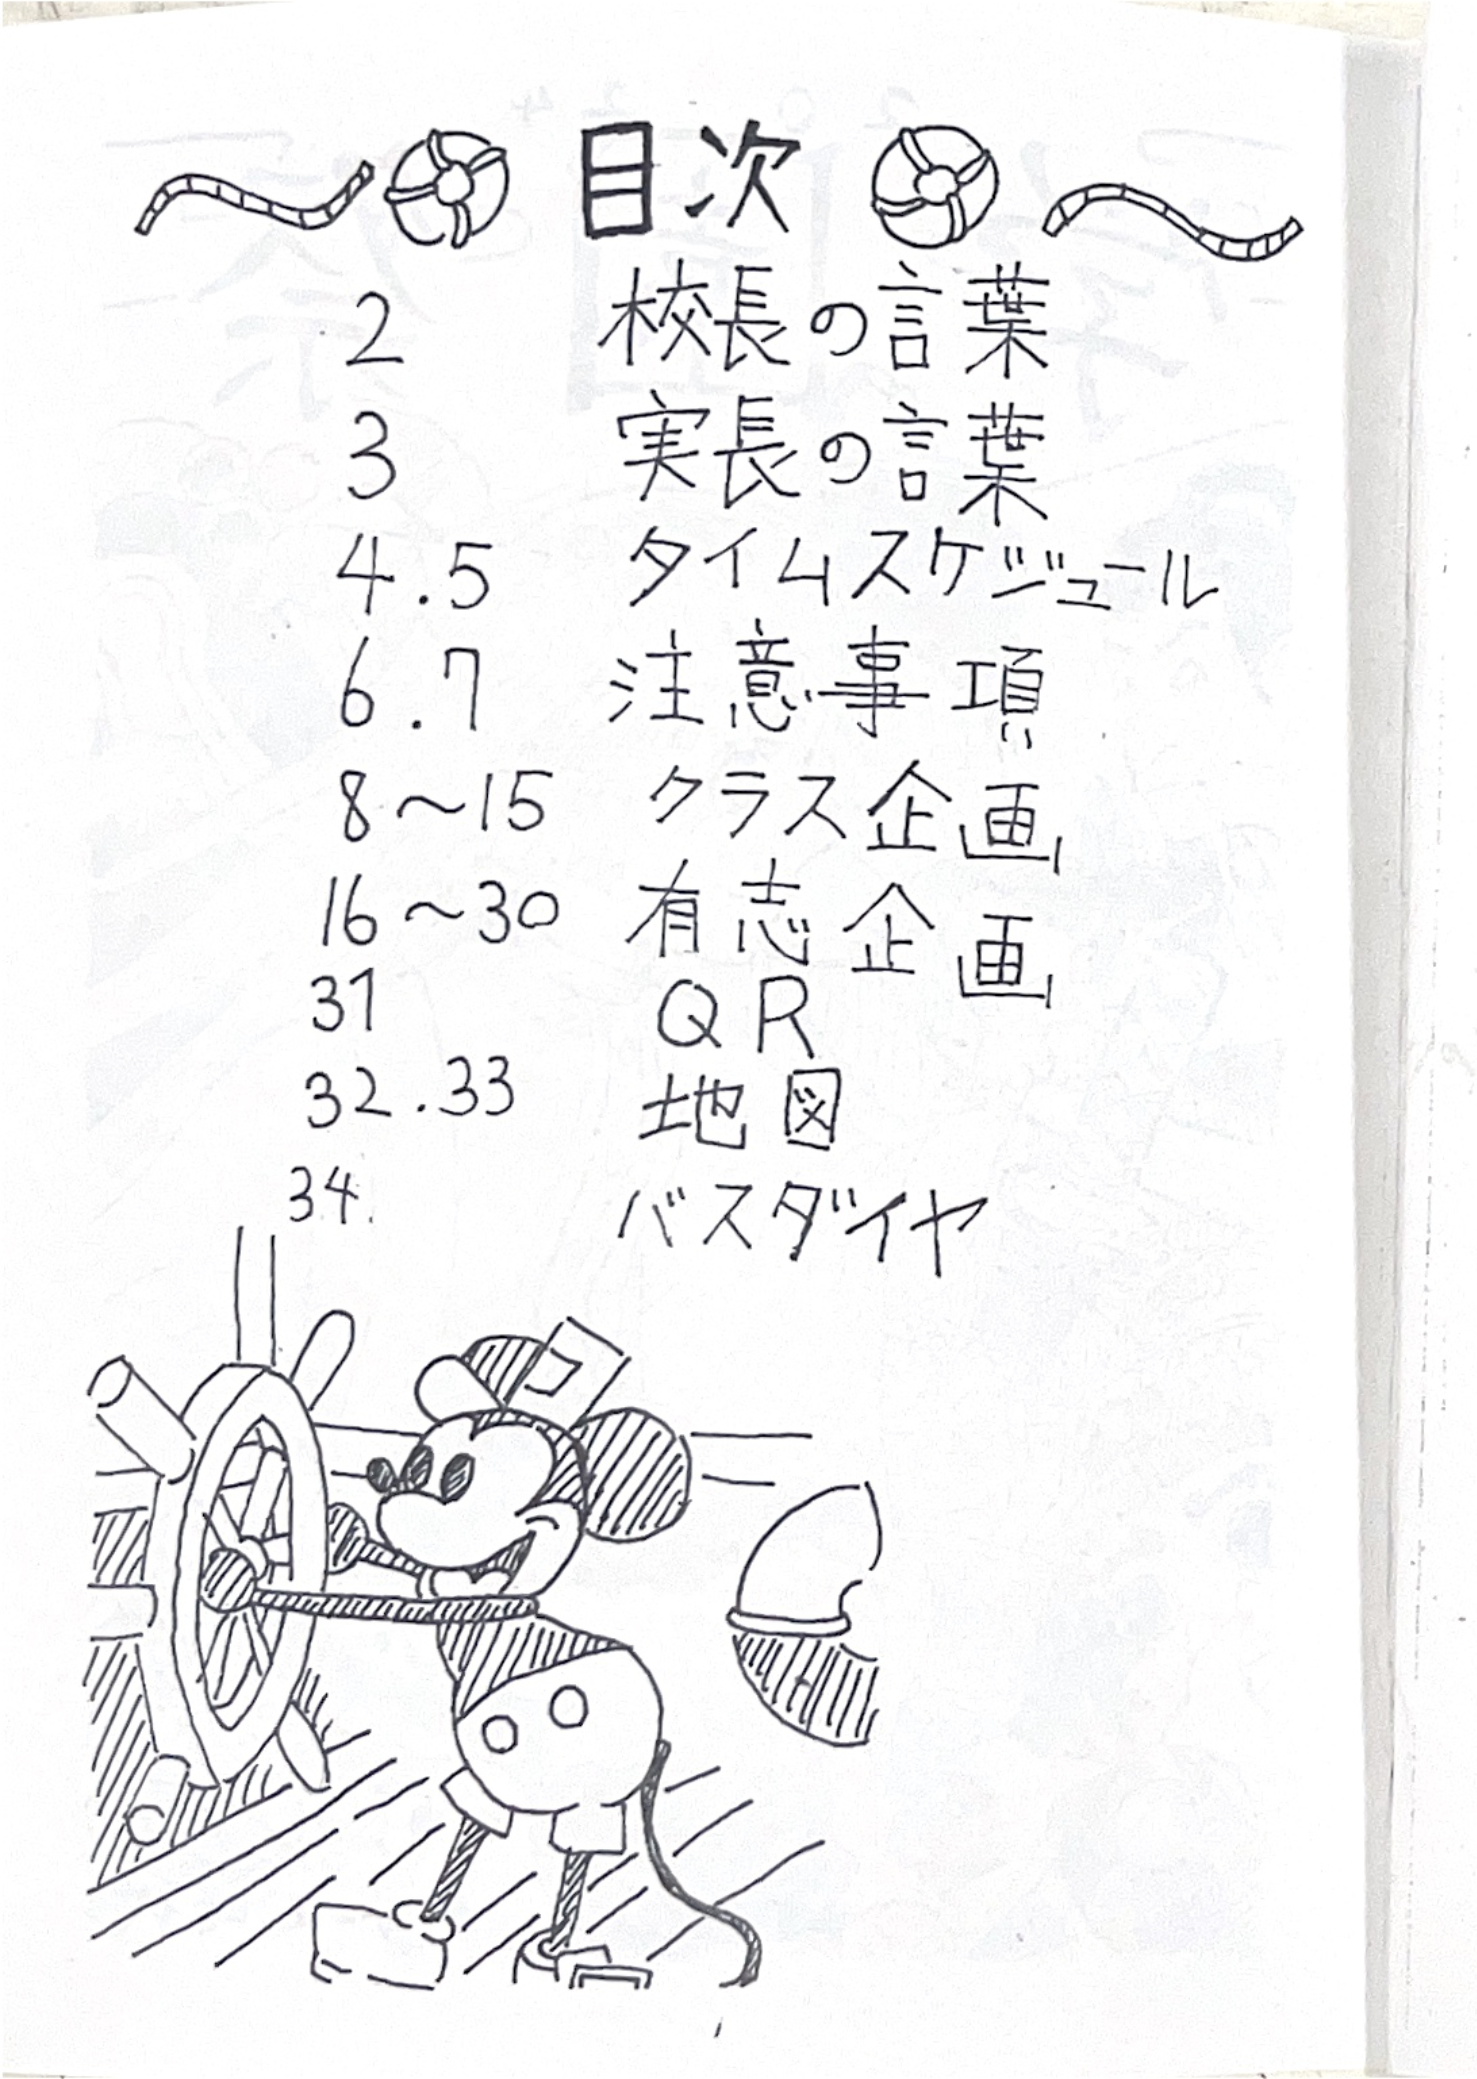 目次
2 校長の言葉
3 実長の言葉
4.5 タイムスケジュール
6.7 注意事項
8～15 クラス企画
16～30 有志企画
31 QR
32.33 地図
34. バスダイヤ